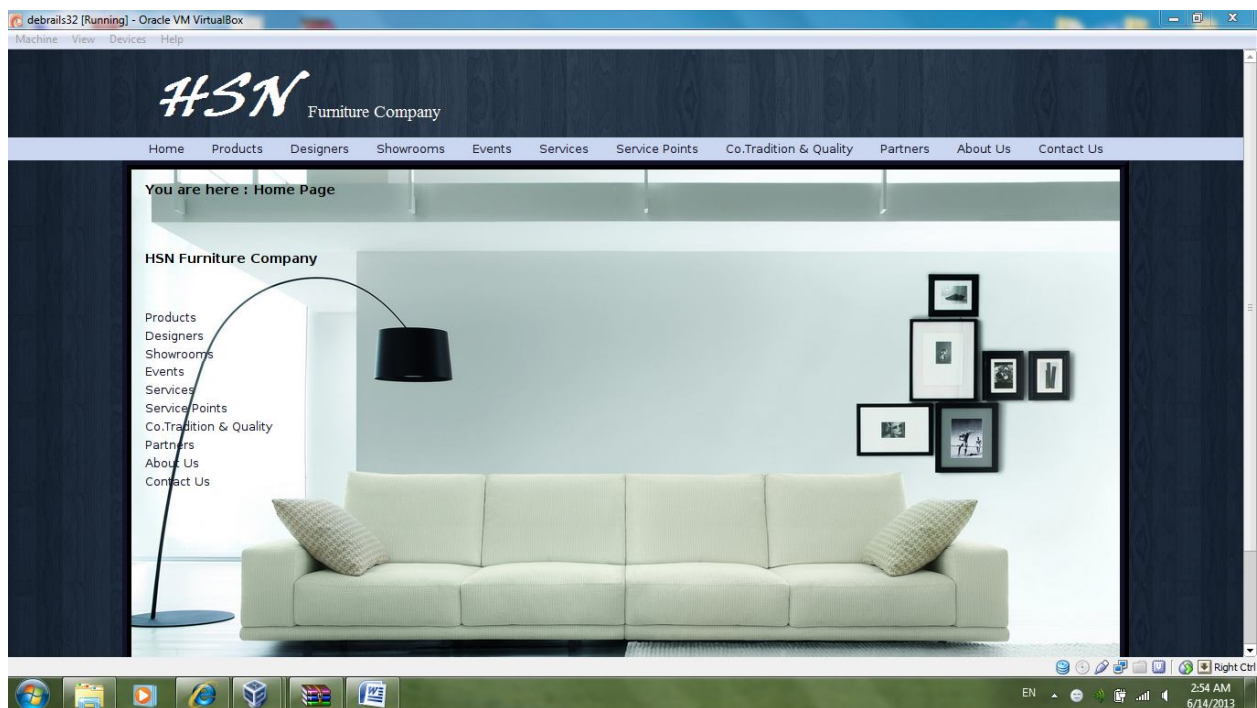 debrails32 [Running] - Oracle VM VirtualBox
Machine View Devices Help
HSN Furniture Company
Home Products Designers Showrooms Events Services Service Points Co.Tradition & Quality Partners About Us Contact Us
You are here : Home Page
HSN Furniture Company
Products
Designers
Showrooms
Events
Services
Service Points
Co.Tradition & Quality
Partners
About Us
Contact Us
Right Ctrl
EN
2:54 AM
6/14/2013